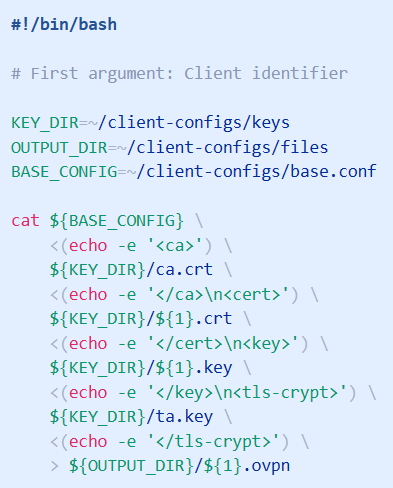 #!/bin/bash

# First argument: Client identifier

KEY_DIR=~/client-configs/keys
OUTPUT_DIR=~/client-configs/files
BASE_CONFIG=~/client-configs/base.conf

cat ${BASE_CONFIG} \
    <(echo -e '<ca>') \
    ${KEY_DIR}/ca.crt \
    <(echo -e '</ca>\n<cert>') \
    ${KEY_DIR}/${1}.crt \
    <(echo -e '</cert>\n<key>') \
    ${KEY_DIR}/${1}.key \
    <(echo -e '</key>\n<tls-crypt>') \
    ${KEY_DIR}/ta.key \
    <(echo -e '</tls-crypt>') \
    > ${OUTPUT_DIR}/${1}.ovpn